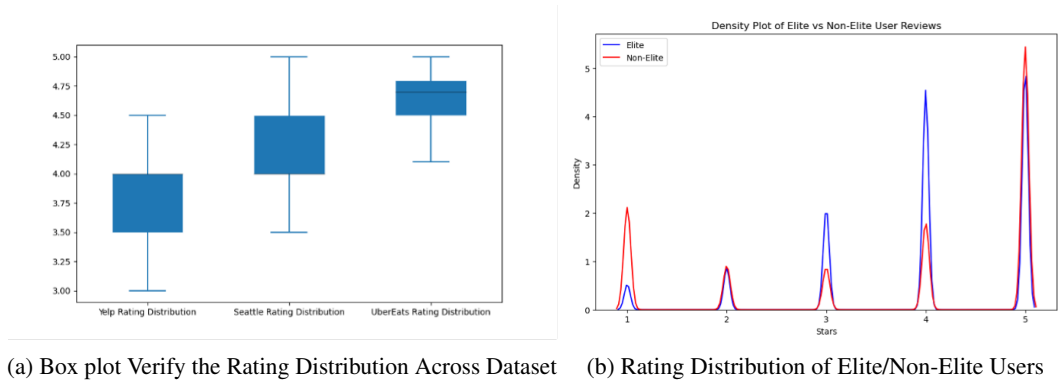 5.00
4.75
4.50
4.25
4.00
3.75
3.50
3.25
3.00
Yelp Rating Distribution Seattle Rating Distribution UberEats Rating Distribution
(a) Box plot Verify the Rating Distribution Across Dataset
Density Plot of Elite vs Non-Elite User Reviews
Elite
Non-Elite
Density
5
4
3
2
1
0
1 2 3 4 5
Stars
(b) Rating Distribution of Elite/Non-Elite Users